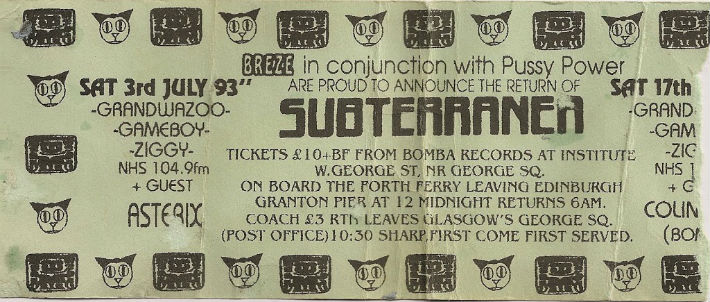 SAT 3rd JULY 93"
-GRANDWAZOO-
-GAMEBOY-
-ZIGGY-
NHS 104.9fm
+ GUEST
ASTERIX
BREZE in conjunction with Pussy Power
ARE PROUD TO ANNOUNCE THE RETURN OF
SUBTERRANEA
TICKETS £10+BF FROM BOMBA RECORDS AT INSTITUTE
W.GEORGE ST, NR GEORGE SQ.
ON BOARD THE FORTH FERRY LEAVING EDINBURGH
GRANTON PIER AT 12 MIDNIGHT RETURNS 6AM.
COACH £3 RTN LEAVES GLASGOW'S GEORGE SQ.
(POST OFFICE)10:30 SHARP.FIRST COME FIRST SERVED.
SAT 17th
-GRAND
-GAM
-ZIG
NHS 1
+ G
COLIN
(BO